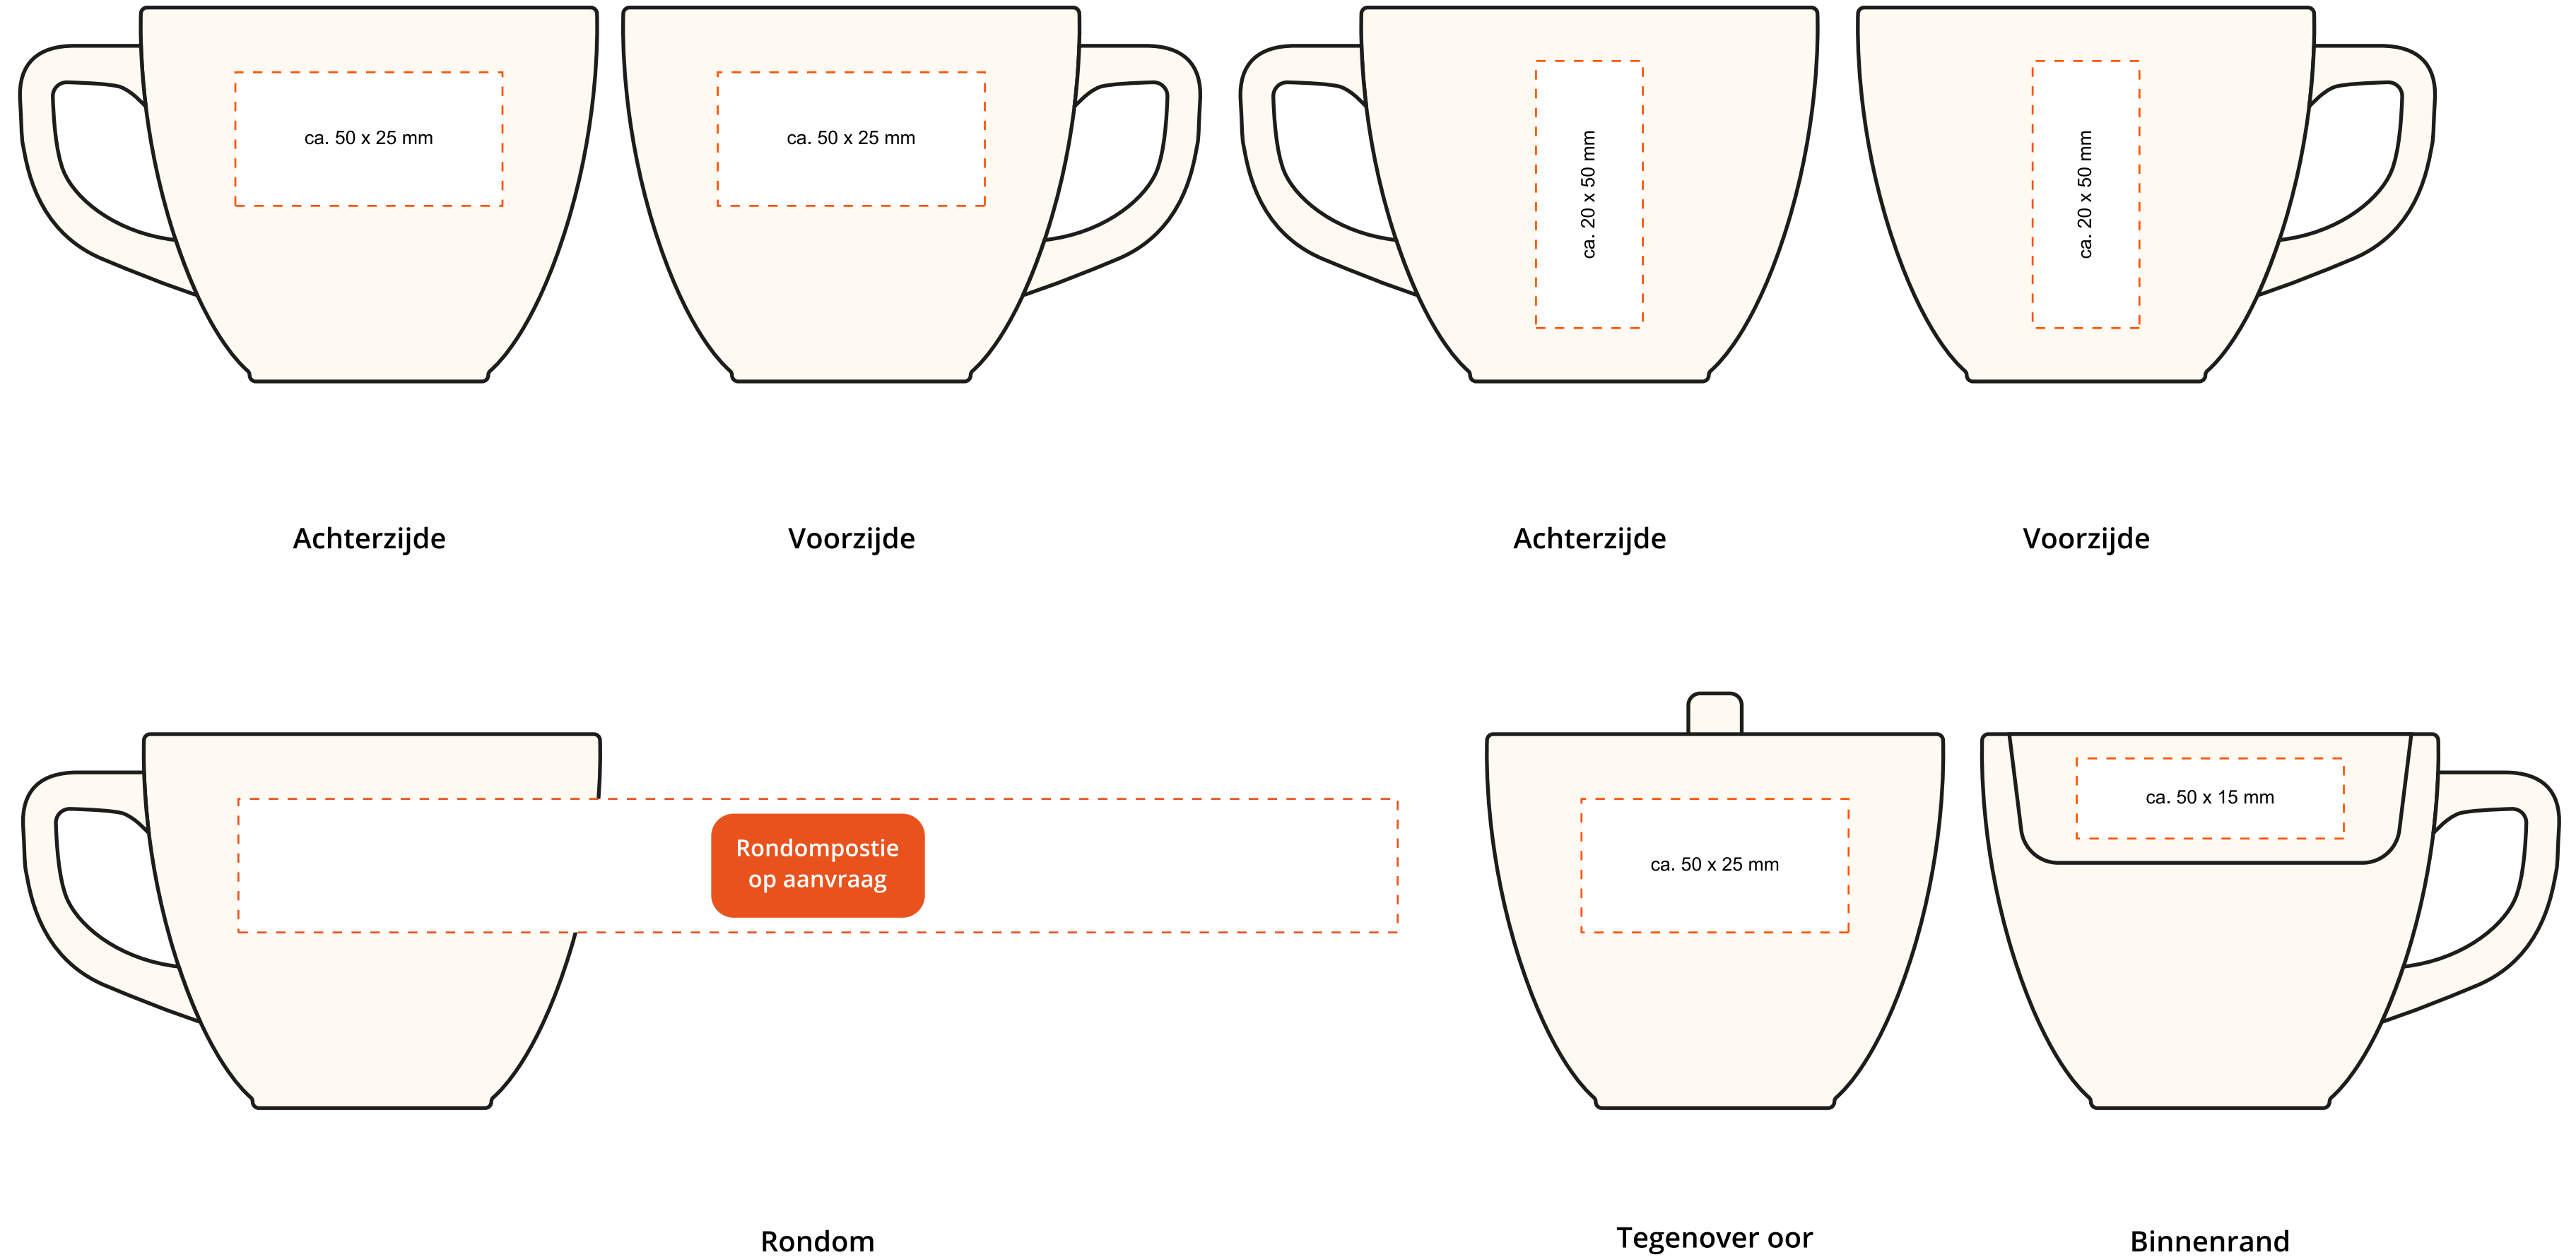 ca. 50 x 25 mm
ca. 50 x 25 mm
ca. 20 x 50 mm
ca. 20 x 50 mm
Achterzijde
Voorzijde
Achterzijde
Voorzijde
Rondompostie
op aanvraag
ca. 50 x 25 mm
ca. 50 x 15 mm
Rondom
Tegenover oor
Binnenrand